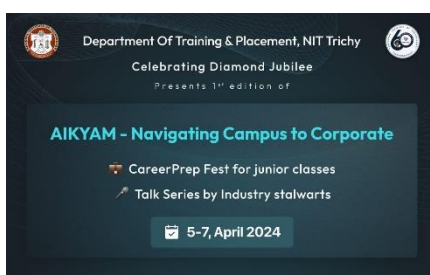 Department Of Training & Placement, NIT Trichy
Celebrating Diamond Jubilee
Presents 1st edition of
AIKYAM - Navigating Campus to Corporate
CareerPrep Fest for junior classes
Talk Series by Industry stalwarts
5-7, April 2024